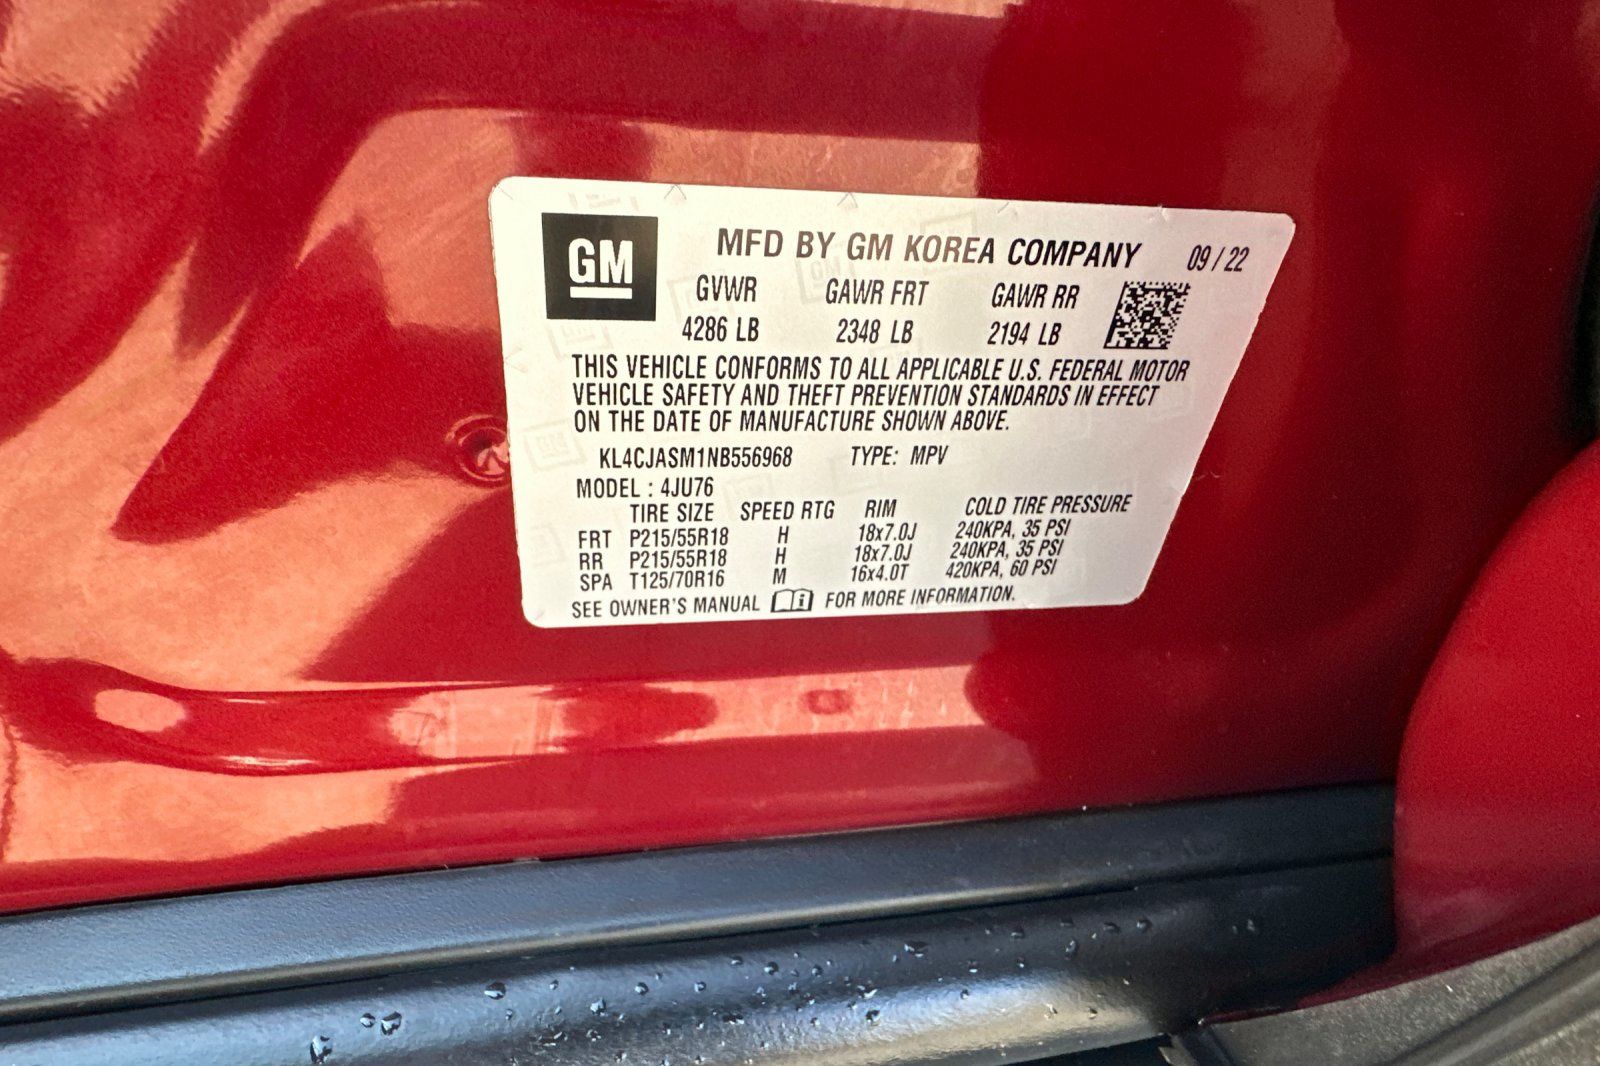 GM
MFD BY GM KOREA COMPANY 09 / 22
GVWR GAWR FRT GAWR RR
4286 LB 2348 LB 2194 LB
THIS VEHICLE CONFORMS TO ALL APPLICABLE U.S. FEDERAL MOTOR
VEHICLE SAFETY AND THEFT PREVENTION STANDARDS IN EFFECT
ON THE DATE OF MANUFACTURE SHOWN ABOVE.
KL4CJASM1NB556968 TYPE: MPV
MODEL : 4JU76
TIRE SIZE SPEED RTG RIM COLD TIRE PRESSURE
FRT P215/55R18 H 18x7.0J 240KPA, 35 PSI
RR P215/55R18 H 18x7.0J 240KPA, 35 PSI
SPA T125/70R16 M 16x4.0T 420KPA, 60 PSI
SEE OWNER'S MANUAL i FOR MORE INFORMATION.